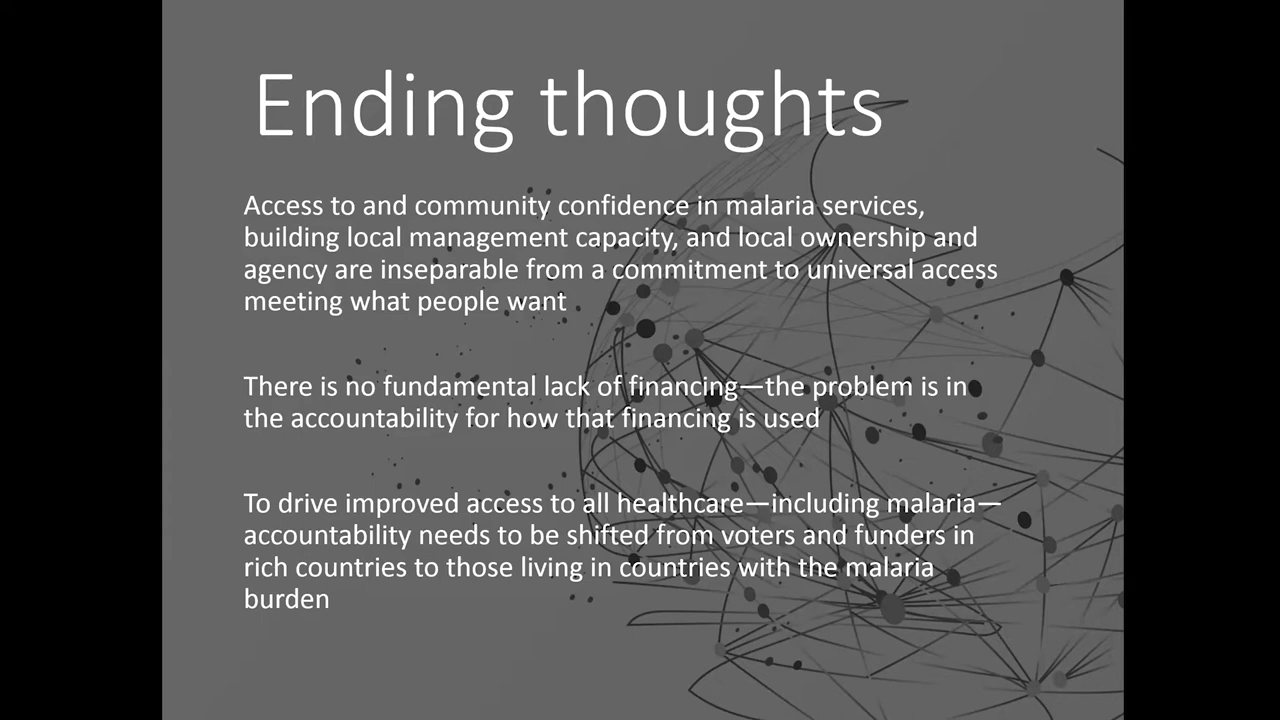 Ending thoughts
Access to and community confidence in malaria services,
building local management capacity, and local ownership and
agency are inseparable from a commitment to universal access
meeting what people want
There is no fundamental lack of financing—the problem is in
the accountability for how that financing is used
To drive improved access to all healthcare—including malaria—
accountability needs to be shifted from voters and funders in
rich countries to those living in countries with the malaria
burden